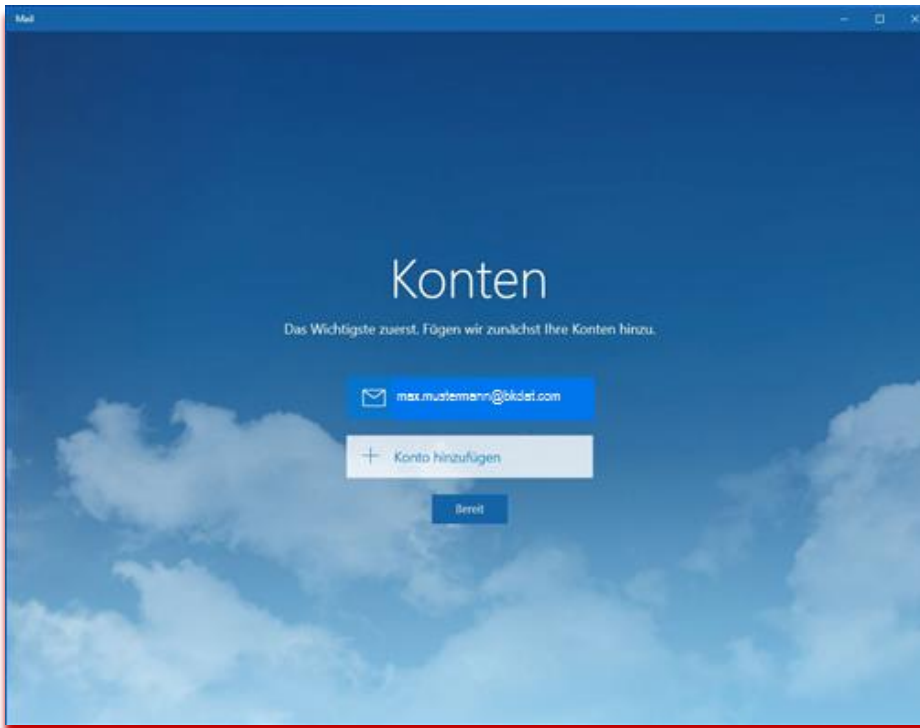 Mail
Konten
Das Wichtigste zuerst. Fügen wir zunächst Ihre Konten hinzu.
max.mustermann@bkdat.com
Konto hinzufügen
Bereit